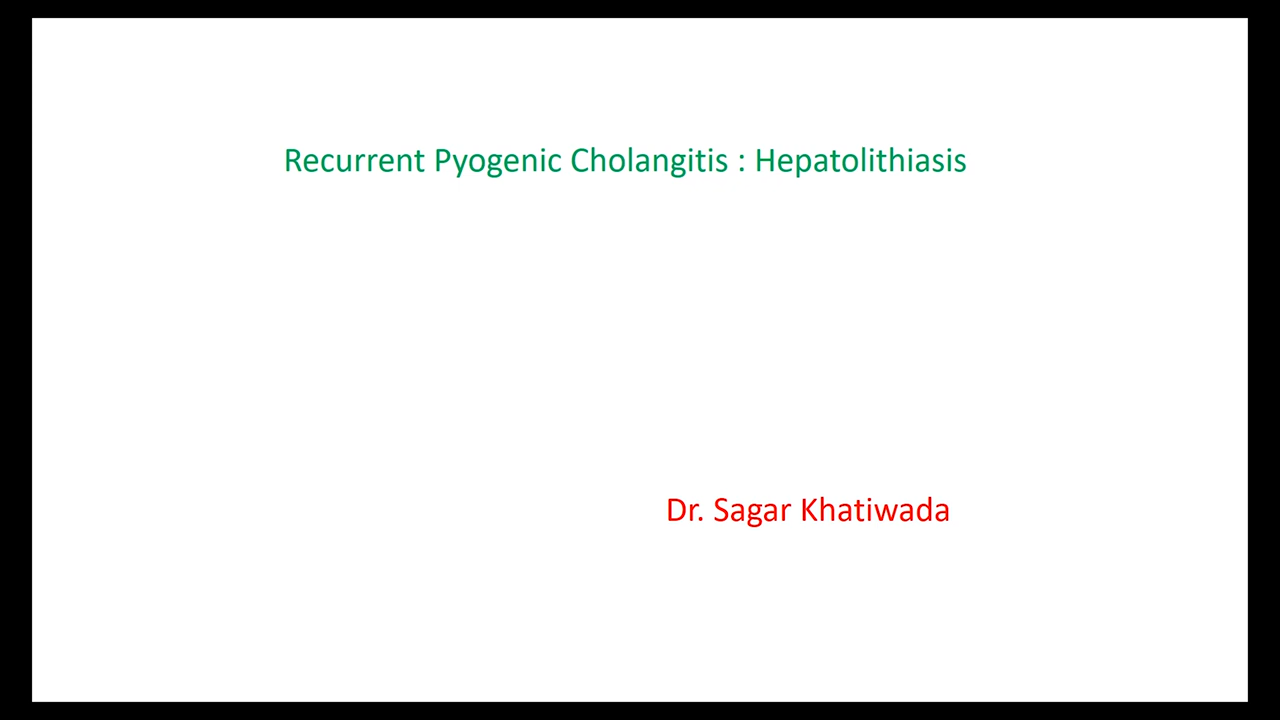 Recurrent Pyogenic Cholangitis : Hepatolithiasis
Dr. Sagar Khatiwada